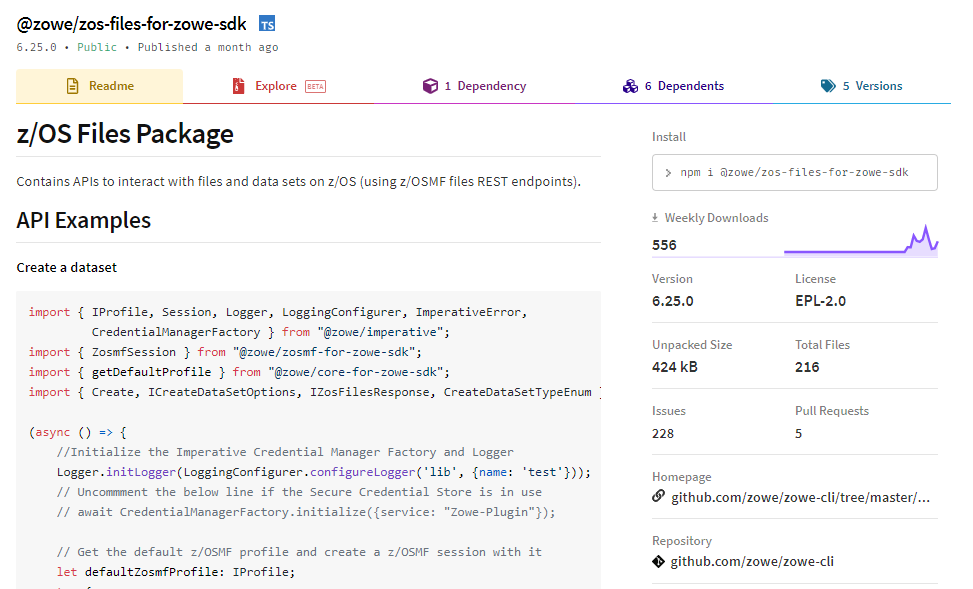 @zowe/zos-files-for-zowe-sdk TS
6.25.0 • Public • Published a month ago
Readme
Explore BETA
1 Dependency
6 Dependents
5 Versions
z/OS Files Package
Contains APIs to interact with files and data sets on z/OS (using z/OSMF files REST endpoints).
API Examples
Create a dataset
import { IProfile, Session, Logger, LoggingConfigurer, ImperativeError,
CredentialManagerFactory } from "@zowe/imperative";
import { ZosmfSession } from "@zowe/zosmf-for-zowe-sdk";
import { getDefaultProfile } from "@zowe/core-for-zowe-sdk";
import { Create, ICreateDataSetOptions, IZosFilesResponse, CreateDataSetTypeEnum }
(async () => {
//Initialize the Imperative Credential Manager Factory and Logger
Logger.initLogger(LoggingConfigurer.configureLogger('lib', {name: 'test'}));
// Uncommment the below line if the Secure Credential Store is in use
// await CredentialManagerFactory.initialize({service: "Zowe-Plugin"});
// Get the default z/OSMF profile and create a z/OSMF session with it
let defaultZosmfProfile: IProfile;
Install
> npm i @zowe/zos-files-for-zowe-sdk
Weekly Downloads
556
Version
6.25.0
License
EPL-2.0
Unpacked Size
424 kB
Total Files
216
Issues
228
Pull Requests
5
Homepage
github.com/zowe/zowe-cli/tree/master/...
Repository
github.com/zowe/zowe-cli